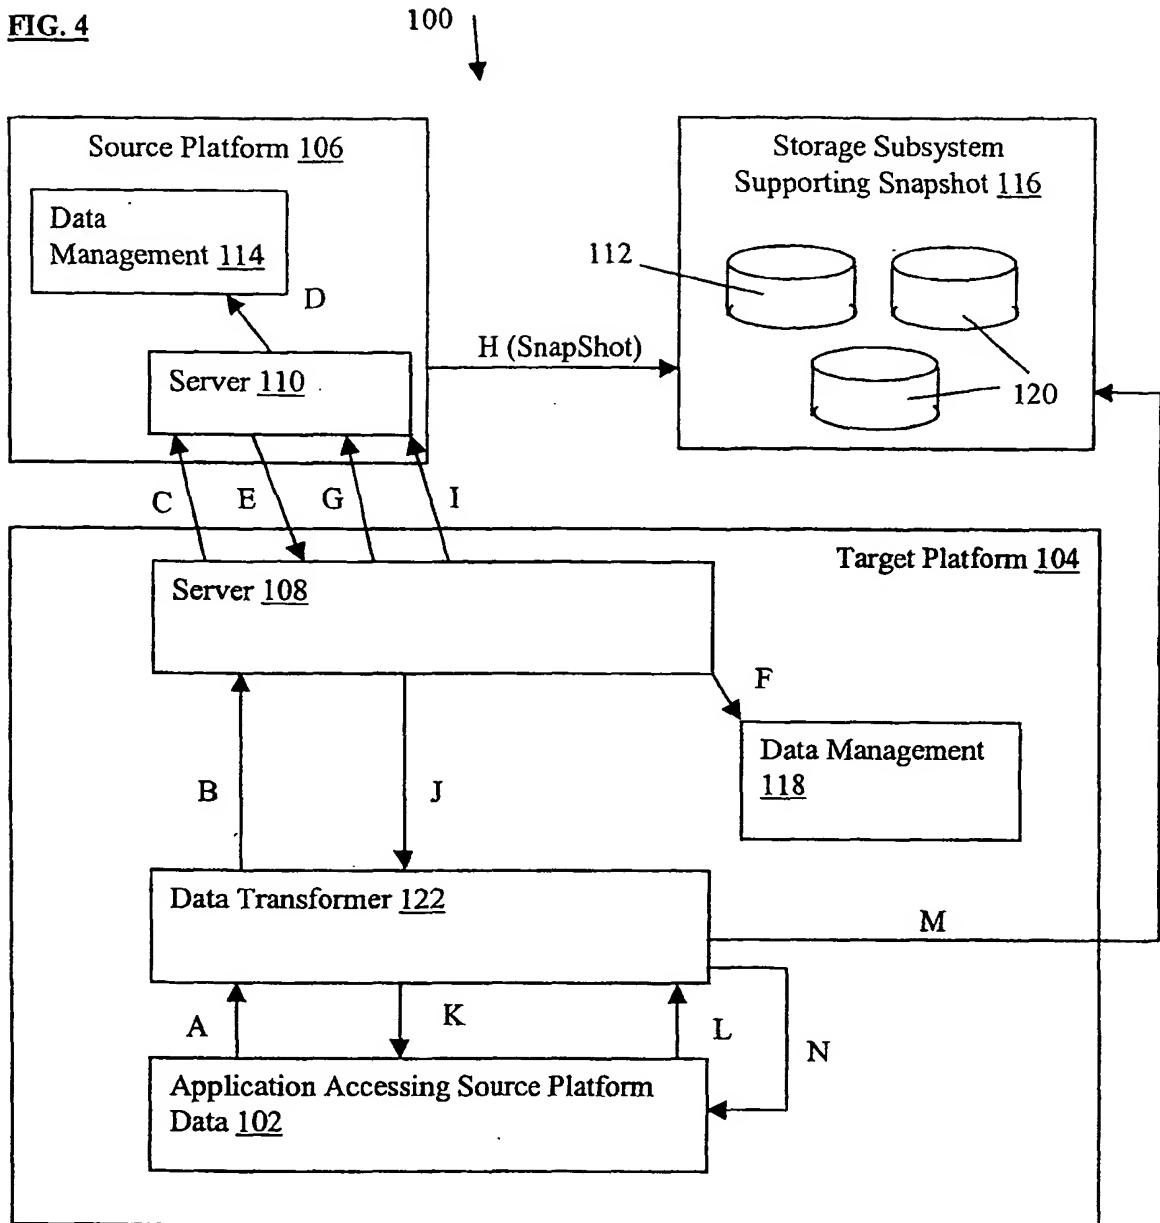 FIG. 4
100
Source Platform 106
Data
Management 114
D
Server 110
H (SnapShot)
Storage Subsystem
Supporting Snapshot 116
112
120
C
E
G
I
Target Platform 104
Server 108
F
Data Management
118
B
J
Data Transformer 122
M
A
K
L
N
Application Accessing Source Platform
Data 102